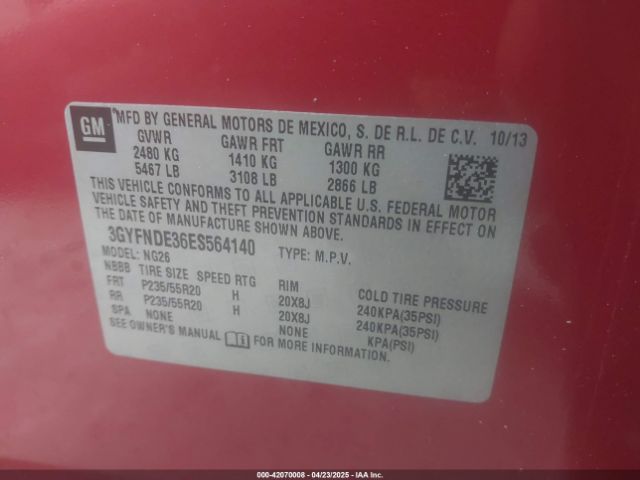 GM
MFD BY GENERAL MOTORS DE MEXICO, S. DE R.L. DE C.V. 10/13
GVWR GAWR FRT GAWR RR
2480 KG 1410 KG 1300 KG
5467 LB 3108 LB 2866 LB
THIS VEHICLE CONFORMS TO ALL APPLICABLE U.S. FEDERAL MOTOR
VEHICLE SAFETY AND THEFT PREVENTION STANDARDS IN EFFECT ON
THE DATE OF MANUFACTURE SHOWN ABOVE.
3GYFNDE36ES564140 TYPE: M.P.V.
MODEL: NG26
NBBB TIRE SIZE SPEED RTG RIM COLD TIRE PRESSURE
FRT P235/55R20 H 20X8J 240KPA(35PSI)
RR P235/55R20 H 20X8J 240KPA(35PSI)
SPA NONE NONE KPA(PSI)
SEE OWNER'S MANUAL FOR MORE INFORMATION.
000-42070008 - 04/23/2025 - IAA Inc.